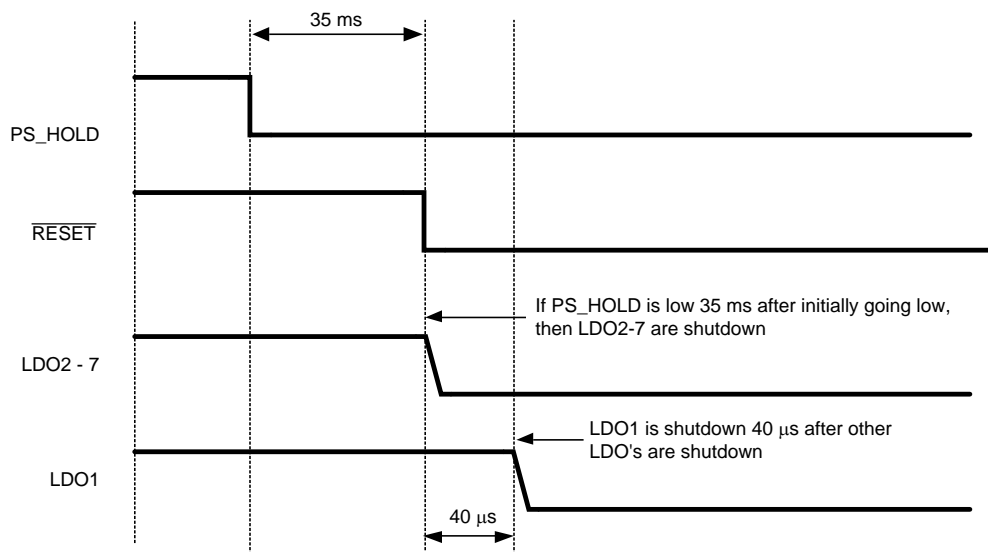 35 ms
PS_HOLD
RESET
If PS_HOLD is low 35 ms after initially going low,
then LDO2-7 are shutdown
LDO2 - 7
LDO1 is shutdown 40 μs after other
LDO's are shutdown
LDO1
40 μs